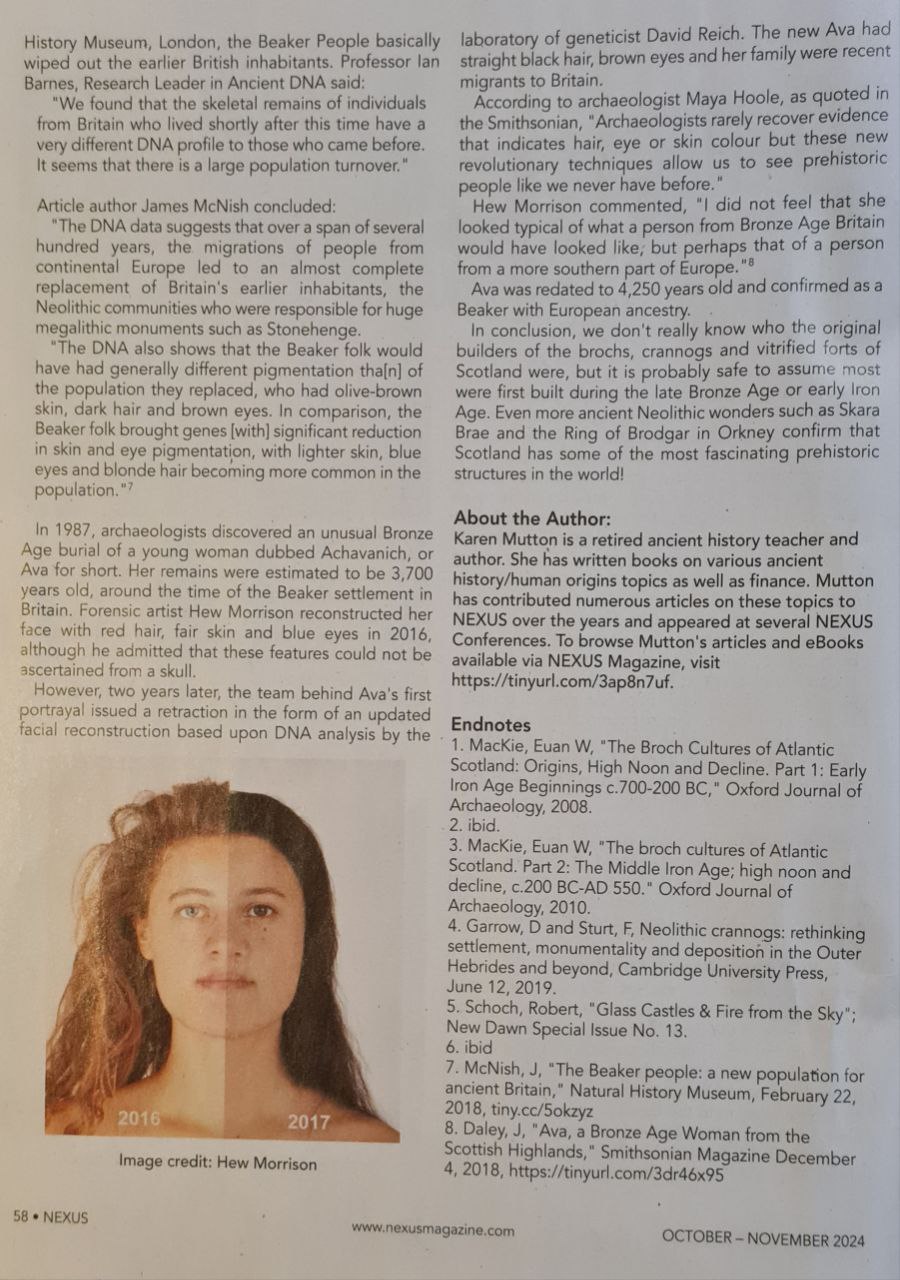 History Museum, London, the Beaker People basically
wiped out the earlier British inhabitants. Professor Ian
Barnes, Research Leader in Ancient DNA said:
"We found that the skeletal remains of individuals
from Britain who lived shortly after this time have a
very different DNA profile to those who came before.
It seems that there is a large population turnover."
Article author James McNish concluded:
"The DNA data suggests that over a span of several
hundred years, the migrations of people from
continental Europe led to an almost complete
replacement of Britain's earlier inhabitants, the
Neolithic communities who were responsible for huge
megalithic monuments such as Stonehenge.
"The DNA also shows that the Beaker folk would
have had generally different pigmentation tha[n] of
the population they replaced, who had olive-brown
skin, dark hair and brown eyes. In comparison, the
Beaker folk brought genes [with] significant reduction
in skin and eye pigmentation, with lighter skin, blue
eyes and blonde hair becoming more common in the
population."7
In 1987, archaeologists discovered an unusual Bronze
Age burial of a young woman dubbed Achavanich, or
Ava for short. Her remains were estimated to be 3,700
years old, around the time of the Beaker settlement in
Britain. Forensic artist Hew Morrison reconstructed her
face with red hair, fair skin and blue eyes in 2016,
although he admitted that these features could not be
ascertained from a skull.
However, two years later, the team behind Ava's first
portrayal issued a retraction in the form of an updated
facial reconstruction based upon DNA analysis by the
2016
2017
Image credit: Hew Morrison
laboratory of geneticist David Reich. The new Ava had
straight black hair, brown eyes and her family were recent
migrants to Britain.
According to archaeologist Maya Hoole, as quoted in
the Smithsonian, "Archaeologists rarely recover evidence
that indicates hair, eye or skin colour but these new
revolutionary techniques allow us to see prehistoric
people like we never have before."
Hew Morrison commented, "I did not feel that she
looked typical of what a person from Bronze Age Britain
would have looked like, but perhaps that of a person
from a more southern part of Europe."8
Ava was redated to 4,250 years old and confirmed as a
Beaker with European ancestry.
In conclusion, we don't really know who the original
builders of the brochs, crannogs and vitrified forts of
Scotland were, but it is probably safe to assume most
were first built during the late Bronze Age or early Iron
Age. Even more ancient Neolithic wonders such as Skara
Brae and the Ring of Brodgar in Orkney confirm that
Scotland has some of the most fascinating prehistoric
structures in the world!
About the Author:
Karen Mutton is a retired ancient history teacher and
author. She has written books on various ancient
history/human origins topics as well as finance. Mutton
has contributed numerous articles on these topics to
NEXUS over the years and appeared at several NEXUS
Conferences. To browse Mutton's articles and eBooks
available via NEXUS Magazine, visit
https://tinyurl.com/3ap8n7uf.
Endnotes
1. MacKie, Euan W, "The Broch Cultures of Atlantic
Scotland: Origins, High Noon and Decline. Part 1: Early
Iron Age Beginnings c.700-200 BC," Oxford Journal of
Archaeology, 2008.
2. ibid.
3. MacKie, Euan W, "The broch cultures of Atlantic
Scotland. Part 2: The Middle Iron Age; high noon and
decline, c.200 BC-AD 550." Oxford Journal of
Archaeology, 2010.
4. Garrow, D and Sturt, F, Neolithic crannogs: rethinking
settlement, monumentality and deposition in the Outer
Hebrides and beyond, Cambridge University Press,
June 12, 2019.
5. Schoch, Robert, "Glass Castles & Fire from the Sky";
New Dawn Special Issue No. 13.
6. ibid
7. McNish, J, "The Beaker people: a new population for
ancient Britain," Natural History Museum, February 22,
2018, tiny.cc/5okzyz
8. Daley, J, "Ava, a Bronze Age Woman from the
Scottish Highlands," Smithsonian Magazine December
4, 2018, https://tinyurl.com/3dr46x95
58 • NEXUS
www.nexusmagazine.com
OCTOBER – NOVEMBER 2024